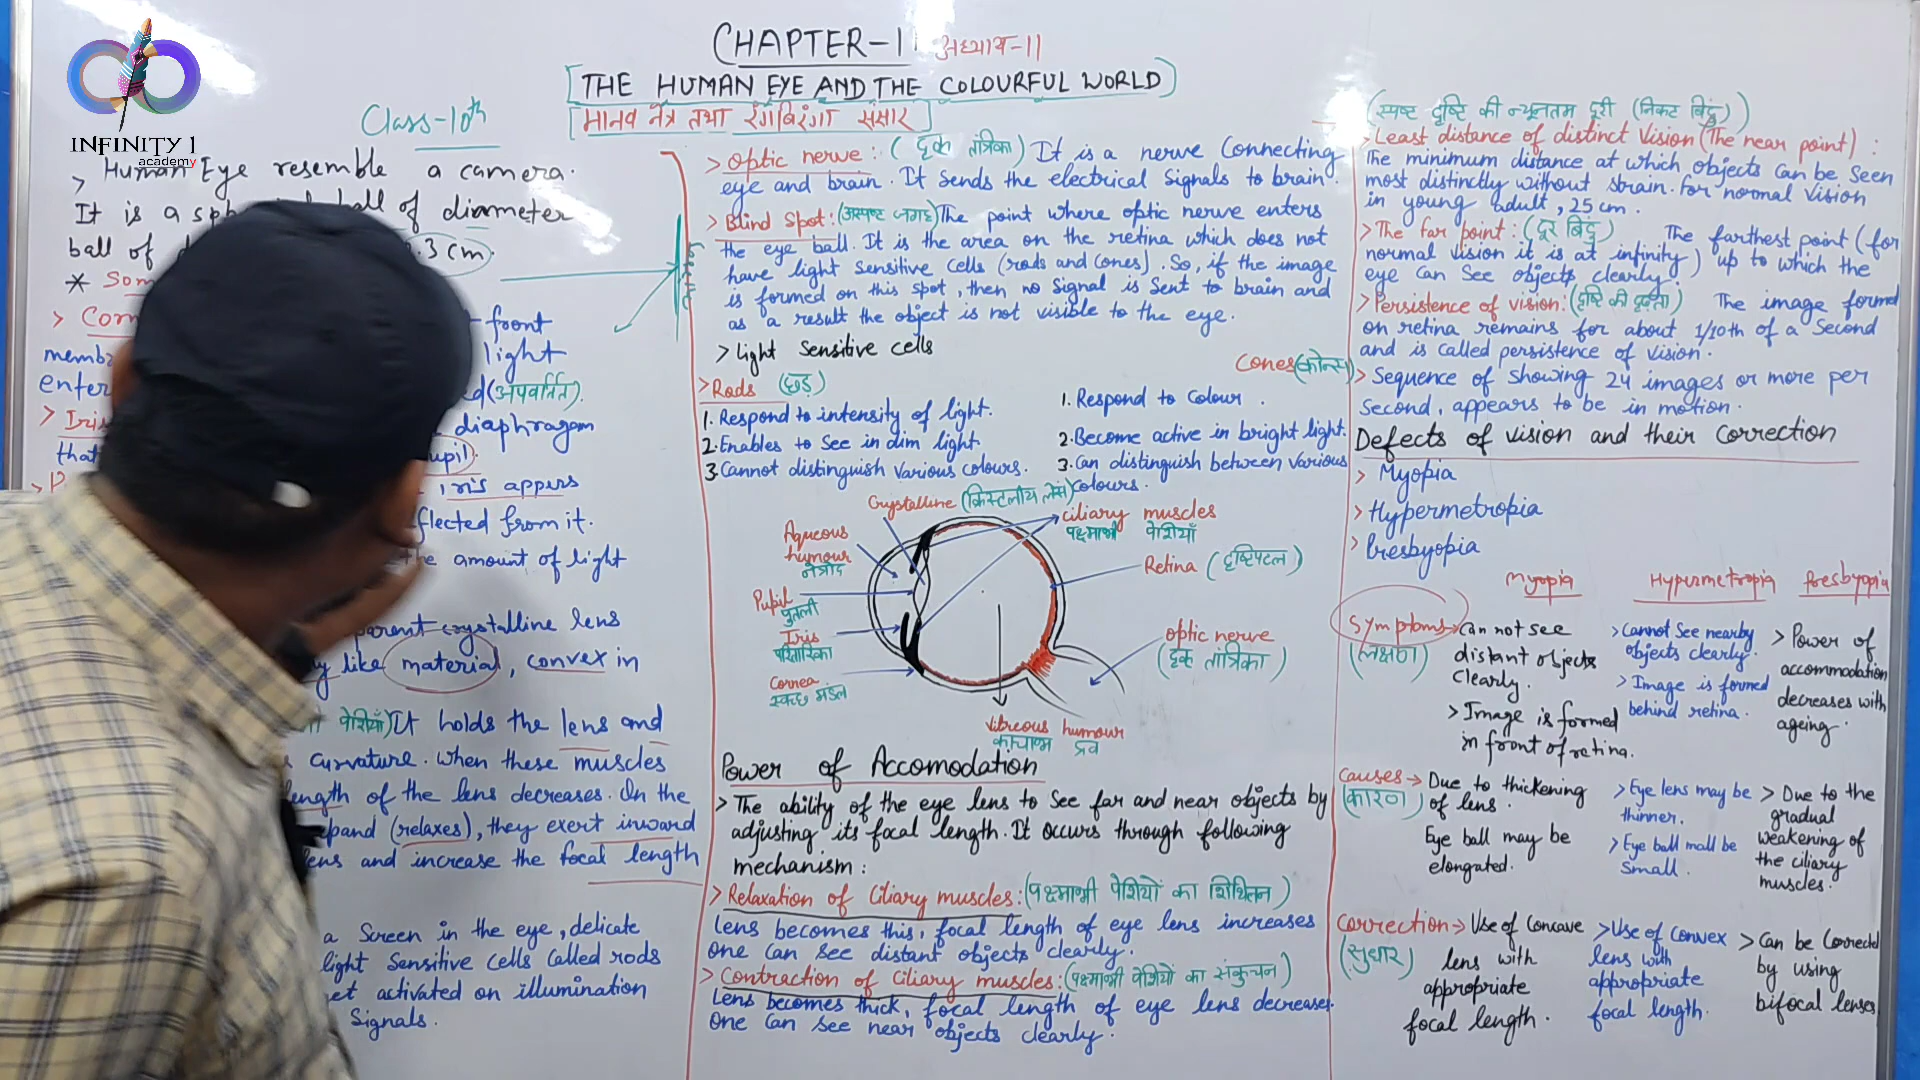 INFINITY 1
academy
CHAPTER-11 अध्याय-11
[THE HUMAN EYE AND THE COLOURFUL WORLD]
[मानव नेत्र तथा रंगबिरंगा संसार]
Class-10th
> Human Eye resemble a camera.
It is a ball of diameter
ball of 3 cm.
*
>
front
light
enter (अपवर्तित).
> Iris diaphragm
that pupil.
> iris appers
flected from it.
the amount of light
crystalline lens
like material, convex in
पेशियाँ) It holds the lens and
curvature. When these muscles
length of the lens decreases. On the
(relaxes), they exert inward
lens and increase the focal length
a Screen in the eye, delicate
light Sensitive cells called rods
activated on illumination
Signals.
> Optic nerve: (दृक तंत्रिका) It is a nerve Connecting
eye and brain. It Sends the electrical Signals to brain.
> Blind Spot: (अस्पष्ट जगह) The point where optic nerve enters
the eye ball. It is the area on the retina which does not
have light Sensitive cells (rods and Cones). So, if the image
is formed on this spot, then no Signal is Sent to brain and
as a result the object is not visible to the eye.
> light Sensitive cells
> Rods (छड़)
1. Respond to intensity of light.
2. Enables to See in dim light
3. Cannot distinguish various colours.
Cones (कोन्स)
1. Respond to Colour.
2. Become active in bright light.
3. Can distinguish between various
Colours.
Crystalline (क्रिस्टलीय लेंस)
Aqueous
humour
नेत्रोद
Pupil
पुतली
Iris
परितारिका
Cornea
स्वच्छ मंडल
ciliary muscles
पक्ष्माभी पेशियाँ
Retina (दृष्टिपटल)
optic nerve
(दृक तांत्रिका)
vitreous humour
काचाभ द्रव
Power of Accomodation
> The ability of the eye lens to See far and near objects by
adjusting its focal length. It occurs through following
mechanism:
> Relaxation of Ciliary muscles: (पक्ष्माभी पेशियों का शिथिलन)
Lens becomes this, focal length of eye lens increases
one can see distant objects clearly.
> Contraction of ciliary muscles: (पक्ष्माभी पेशियों का संकुचन)
Lens becomes thick, focal length of eye lens decreases.
One can See near objects clearly.
(स्पष्ट दृष्टि की न्यूनतम दूरी (निकट बिंदु))
> Least distance of distinct Vision (The near point):
The minimum distance at which objects can be Seen
most distinctly without strain. For normal Vision
in young adult, 25 cm.
> The far point: (दूर बिंदु) The farthest point (for
normal vision it is at infinity) up to which the
eye can See objects clearly.
> Persistence of vision: (दृष्टि की दृढ़ता) The image formed
on retina remains for about 1/10th of a Second
and is called persistence of vision.
> Sequence of Showing 24 images or more per
Second, appears to be in motion.
Defects of vision and their Correction
> Myopia
> Hypermetropia
> Presbyopia
Myopia Hypermetropia Presbyopia
Symptoms→ (लक्षण)
Can not see
distant objects
clearly.
> Image is formed
in front of retina.
> Cannot See nearby
objects clearly.
> Image is formed
behind retina.
> Power of
accommodation
decreases with
ageing.
Causes→ (कारण)
Due to thickening
of lens.
Eye ball may be
elongated.
> Eye lens may be
thinner.
> Eye ball mall be
Small.
> Due to the
gradual
weakening of
the ciliary
muscles.
Correction→ (सुधार)
Use of Concave
lens with
appropriate
focal length.
> Use of Convex
lens with
appropriate
focal length.
> Can be Corrected
by using
bifocal lenses